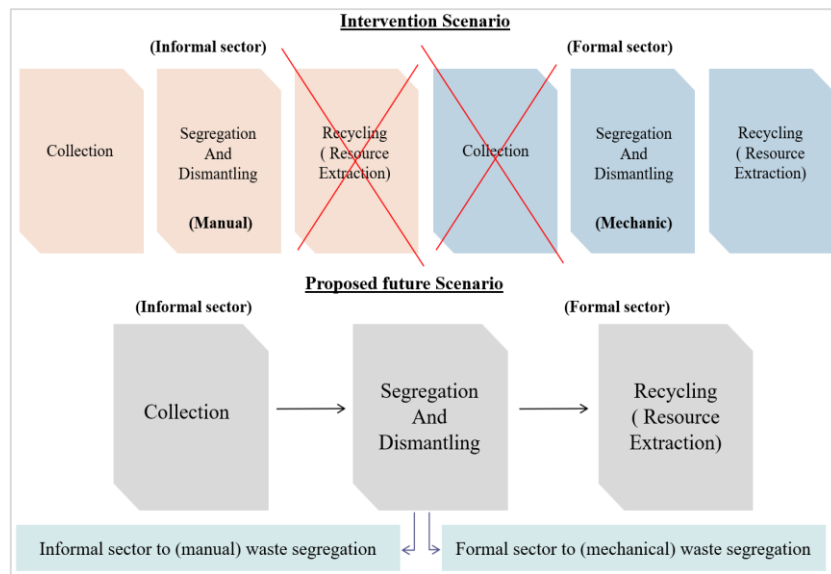 Intervention Scenario
(Informal sector)
(Formal sector)
Collection
Segregation
And
Dismantling
(Manual)
Recycling
( Resource
Extraction)
Collection
Segregation
And
Dismantling
(Mechanic)
Recycling
( Resource
Extraction)
Proposed future Scenario
(Informal sector)
(Formal sector)
Collection
Segregation
And
Dismantling
Recycling
( Resource
Extraction)
Informal sector to (manual) waste segregation
Formal sector to (mechanical) waste segregation